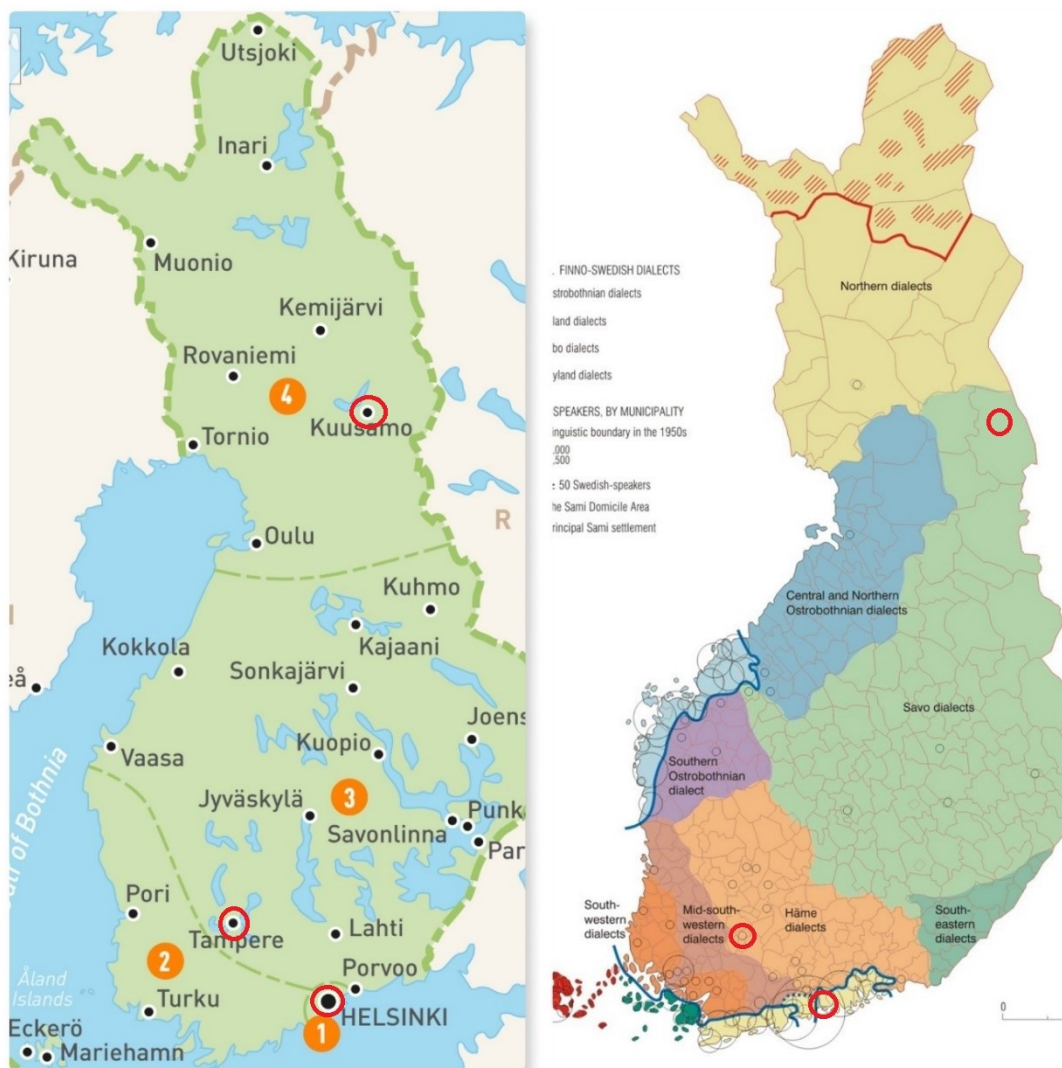 Utsjoki
Inari
Kiruna
Muonio
Kemijärvi
Rovaniemi
4
Kuusamo
Tornio
R
Oulu
Kuhmo
Kokkola
Kajaani
eå
Sonkajärvi
Joens
Vaasa
Kuopio
of Bothnia
Jyväskylä
3
Savonlinna
Punk
Par
Pori
Tampere
Lahti
2
Porvoo
Åland
Islands
Turku
HELSINKI
1
Eckerö
Mariehamn
. FINNO-SWEDISH DIALECTS
strobothnian dialects
land dialects
bo dialects
yland dialects
SPEAKERS, BY MUNICIPALITY
inguistic boundary in the 1950s
.000
.500
: 50 Swedish-speakers
he Sami Domicile Area
rincipal Sami settlement
Northern dialects
Central and Northern
Ostrobothnian dialects
Savo dialects
Southern
Ostrobothnian
dialect
South-
western
dialects
Mid-south-
western
dialects
Häme
dialects
South-
eastern
dialects
0